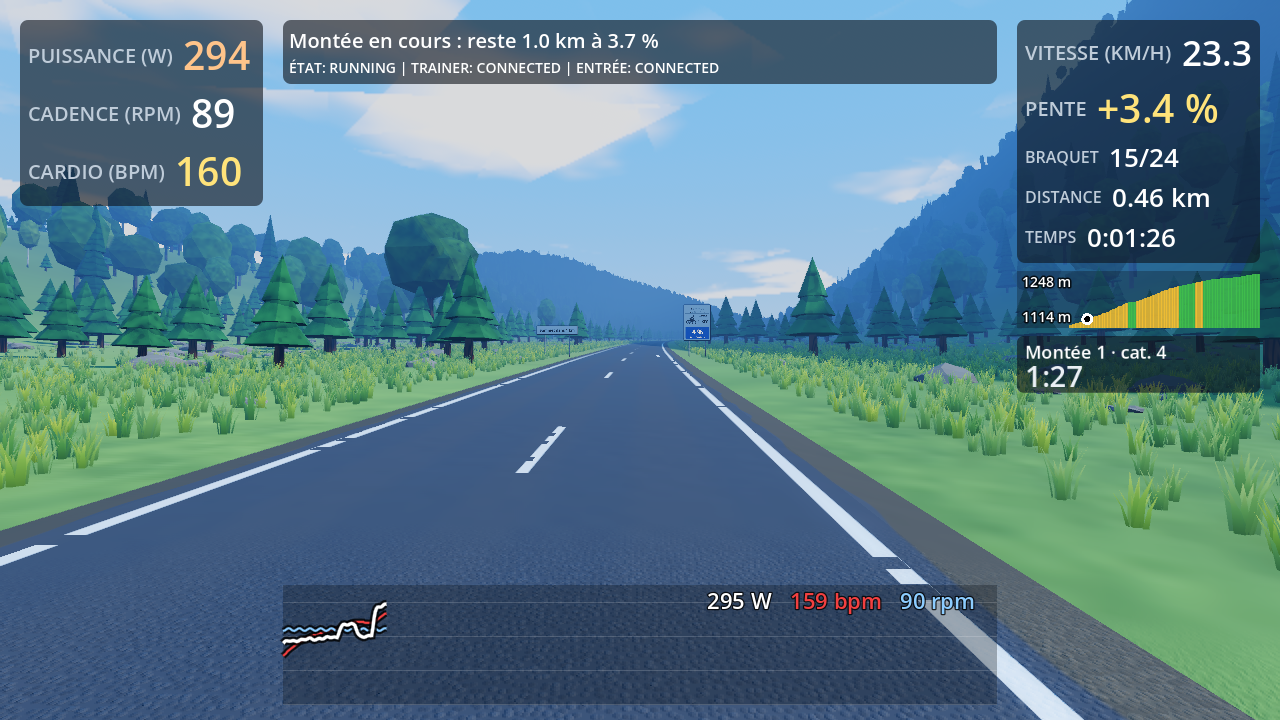 PUISSANCE (W) 294
CADENCE (RPM) 89
CARDIO (BPM) 160
Montée en cours : reste 1.0 km à 3.7 %
ÉTAT: RUNNING | TRAINER: CONNECTED | ENTRÉE: CONNECTED
VITESSE (KM/H) 23.3
PENTE +3.4 %
BRAQUET 15/24
DISTANCE 0.46 km
TEMPS 0:01:26
1248 m
1114 m
Montée 1 · cat. 4
1:27
4 %
295 W 159 bpm 90 rpm